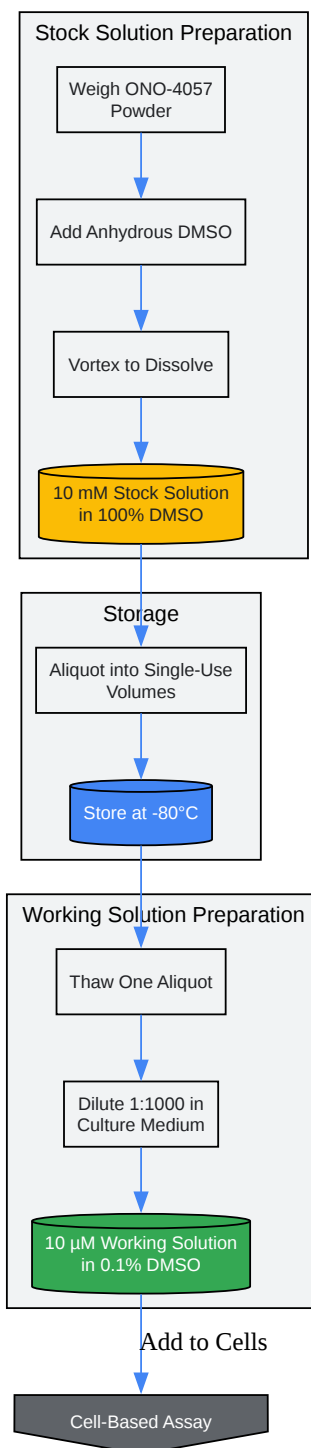 Stock Solution Preparation
Weigh ONO-4057
Powder
Add Anhydrous DMSO
Vortex to Dissolve
10 mM Stock Solution
in 100% DMSO
Storage
Aliquot into Single-Use
Volumes
Store at -80°C
Working Solution Preparation
Thaw One Aliquot
Dilute 1:1000 in
Culture Medium
10 µM Working Solution
in 0.1% DMSO
Add to Cells
Cell-Based Assay